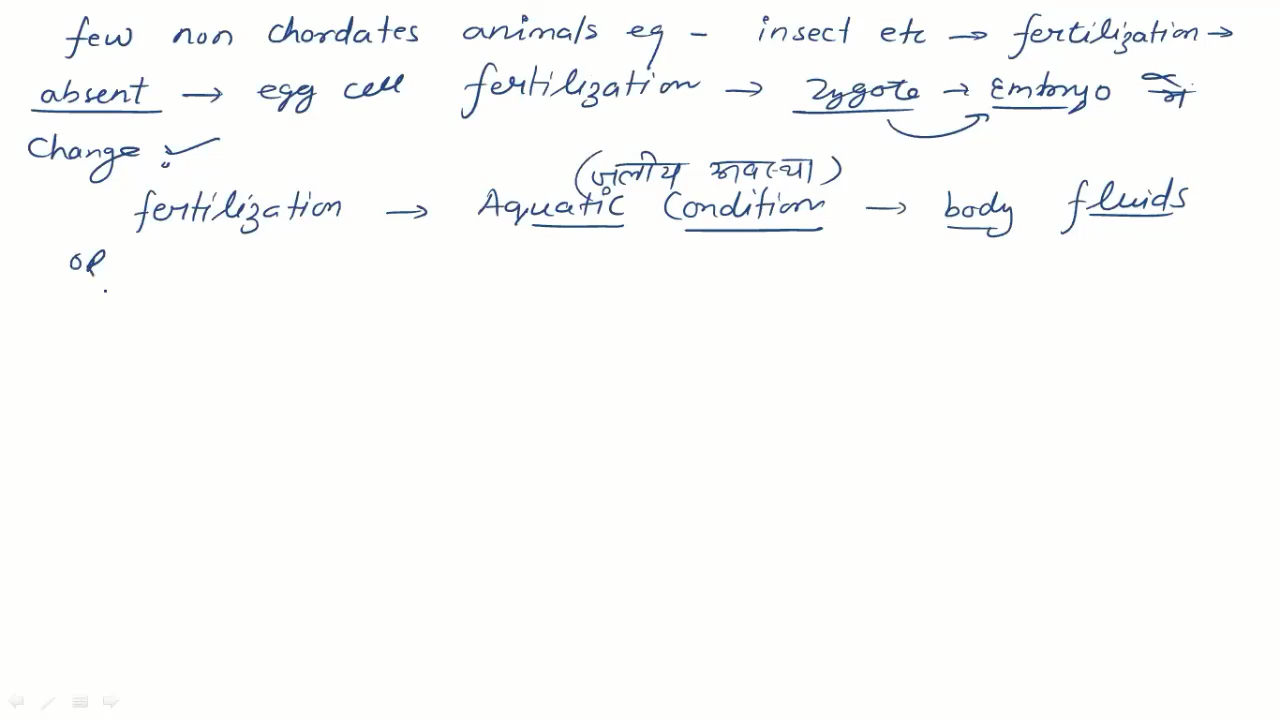 few non chordates animals eg - insect etc → fertilization →
absent → egg cell fertilization → zygote → Embryo में
change.
(जलीय अवस्था)
fertilization → Aquatic Condition → body fluids
OR